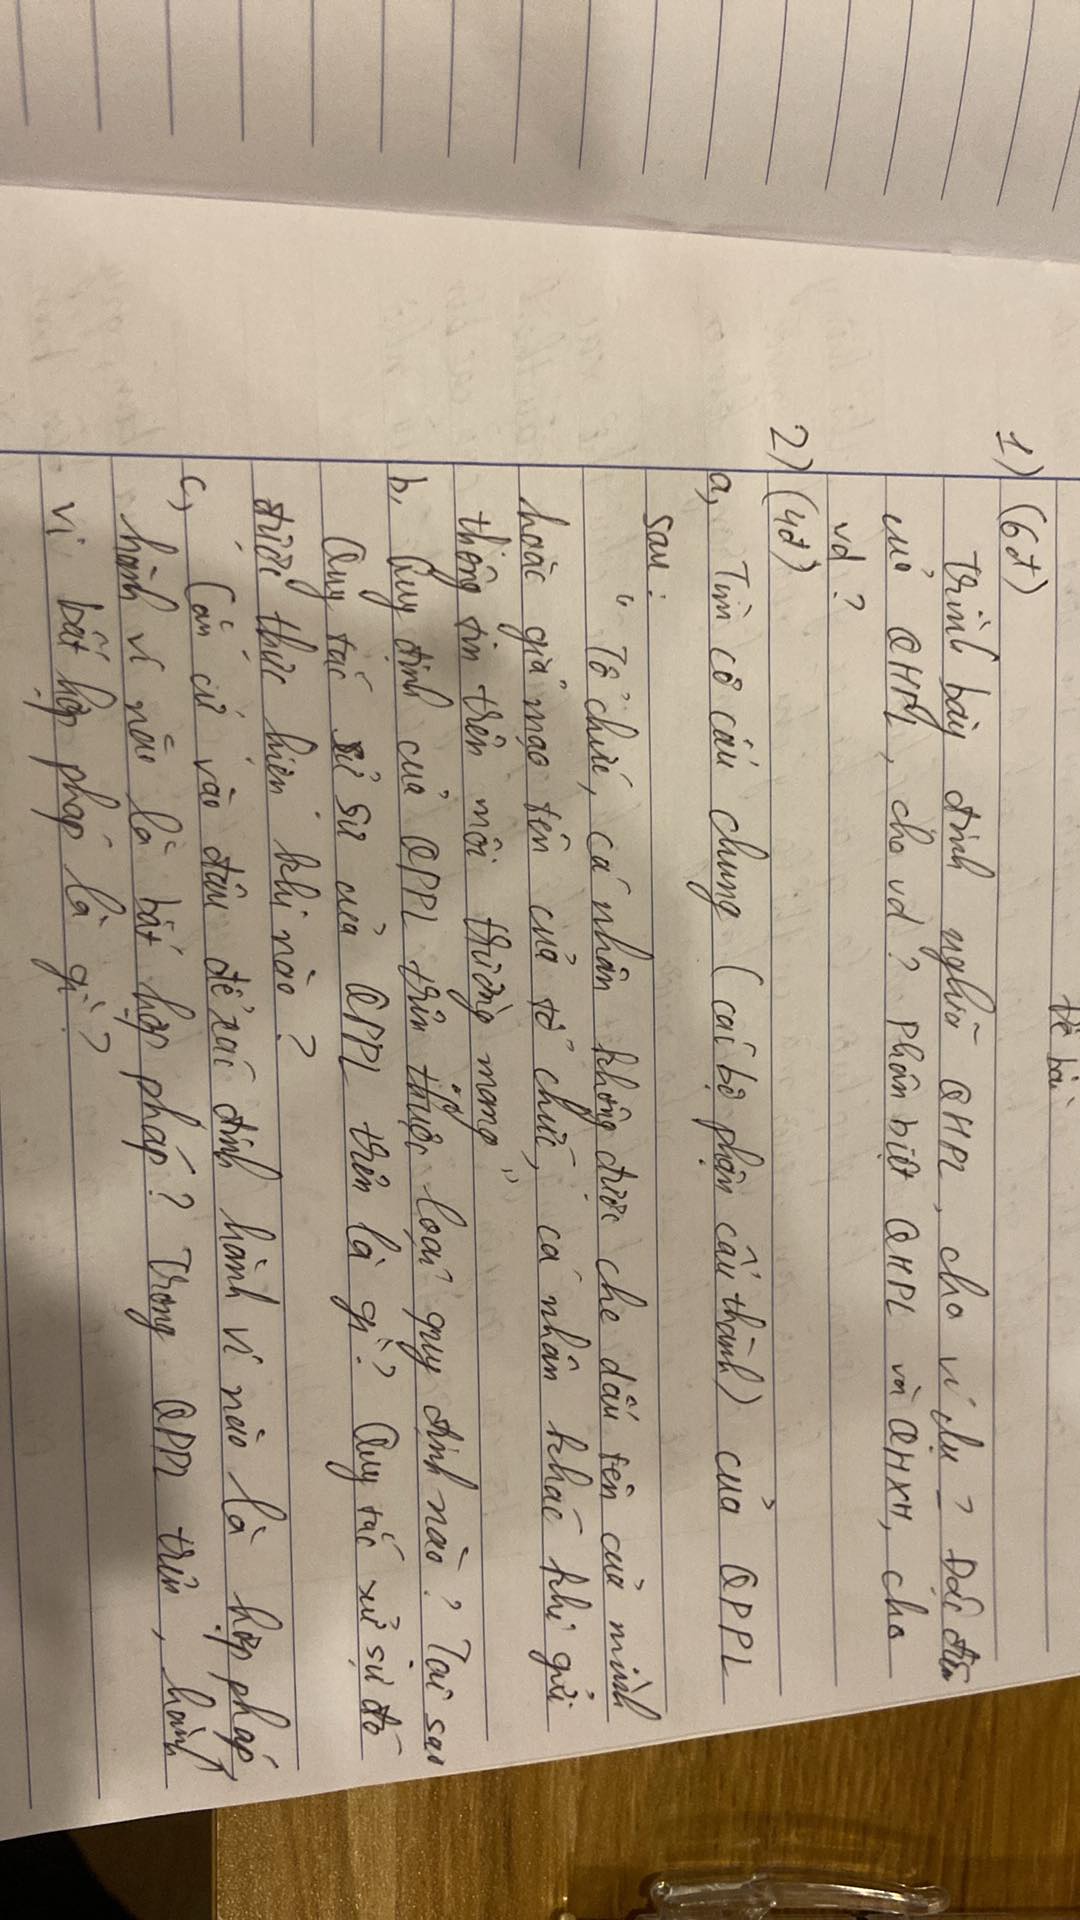 Đề bài
1) (6đ)
Trình bày định nghĩa QHPL, cho ví dụ? Đặc điểm
của QHPL, cho vd? Phân biệt QHPL và QHXH, cho
vd?
2) (4đ)
a, Tìm cơ cấu chung (các bộ phận cấu thành) của QPPL
sau:
"Tổ chức, cá nhân không được che dấu tên của mình
hoặc giả mạo tên của tổ chức, cá nhân khác khi gửi
thông tin trên môi trường mạng"
b, Quy định của QPPL trên thuộc loại quy định nào? Tại sao
Quy tắc xử sự của QPPL trên là gì? Quy tắc xử sự đó
được thực hiện khi nào?
c, Căn cứ vào đâu để xác định hành vi nào là hợp pháp,
hành vi nào là bất hợp pháp? Trong QPPL trên, hành
vi bất hợp pháp là gì?